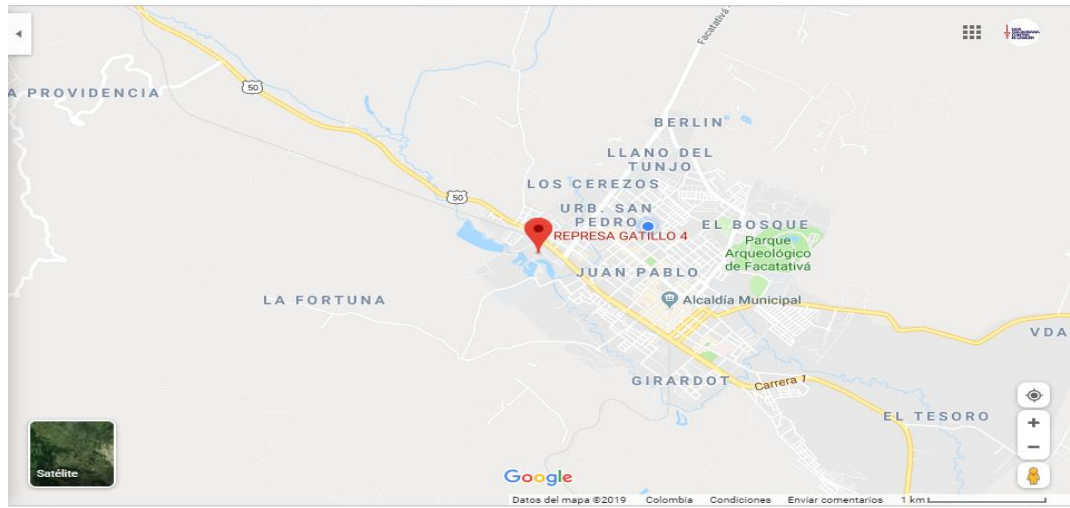 Facatativá -
A PROVIDENCIA
50
BERLIN
LLANO DEL
TUNJO
LOS CEREZOS
50
URB. SAN
PEDRO
EL BOSQUE
REPRESA GATILLO 4
Parque
Arqueológico
de Facatativá
JUAN PABLO
LA FORTUNA
Alcaldía Municipal
VDA
GIRARDOT
Carrera 1
EL TESORO
Satélite
Google
Datos del mapa ©2019 Colombia Condiciones Enviar comentarios 1 km